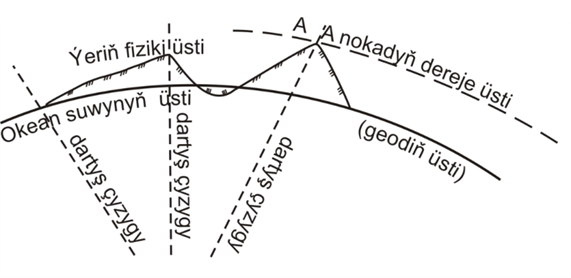 A
A nokadyň dereje üsti
Ýeriň fiziki üsti
Okean suwynyň üsti
(geodiň üsti)
dartyş çyzygy
dartyş çyzygy
dartyş çyzygy